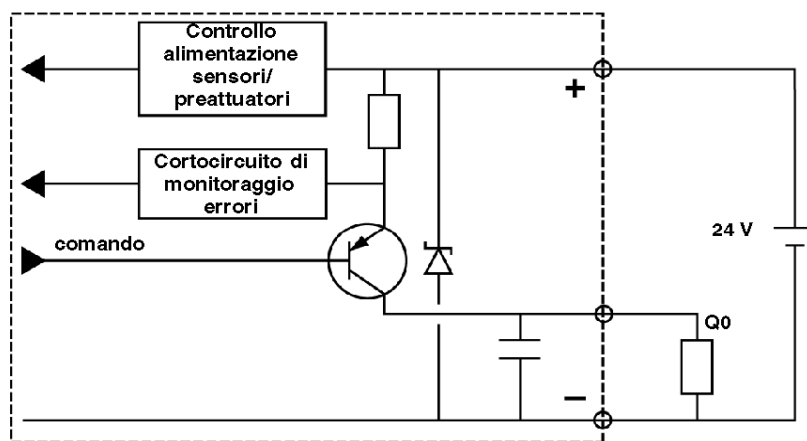 Controllo
alimentazione
sensori/
preattuatori
+
Cortocircuito di
monitoraggio
errori
comando
24 V
Q0
−